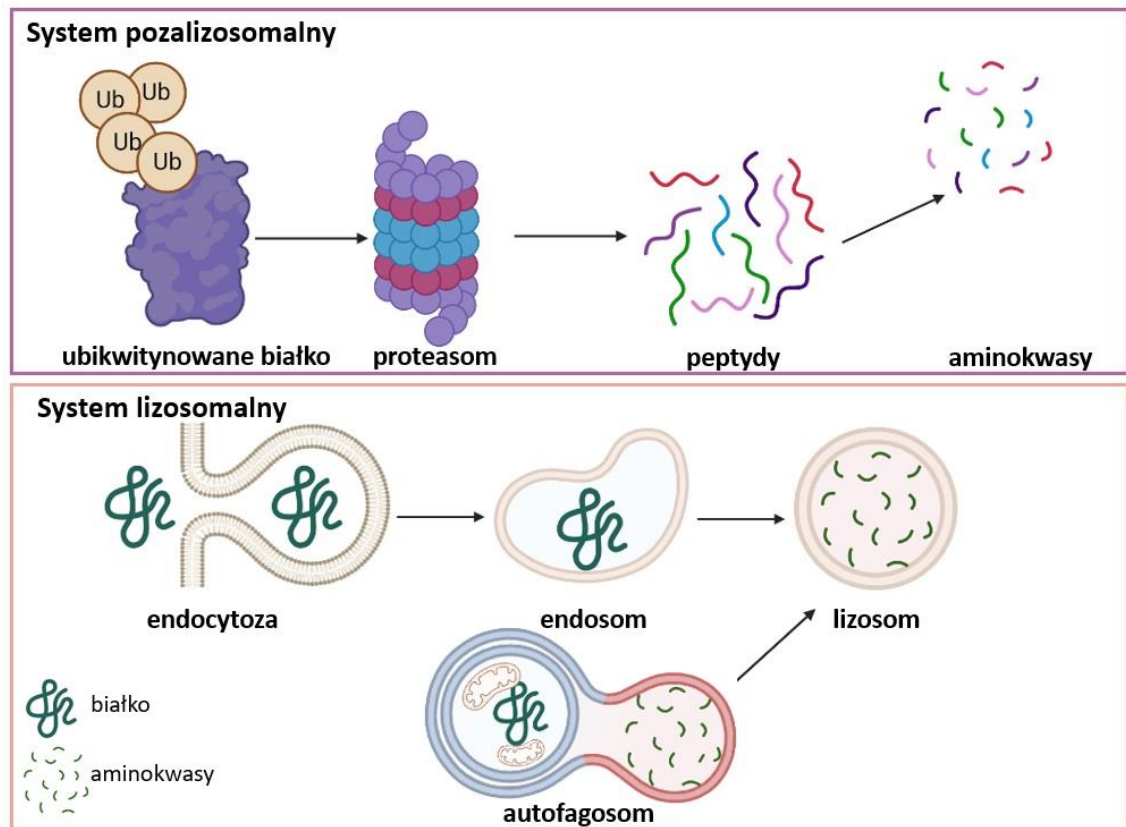 System pozalizosomalny
Ub
Ub
Ub
Ub
ubikwitynowane białko
proteasom
peptydy
aminokwasy
System lizosomalny
endocytoza
endosom
lizosom
białko
aminokwasy
autofagosom